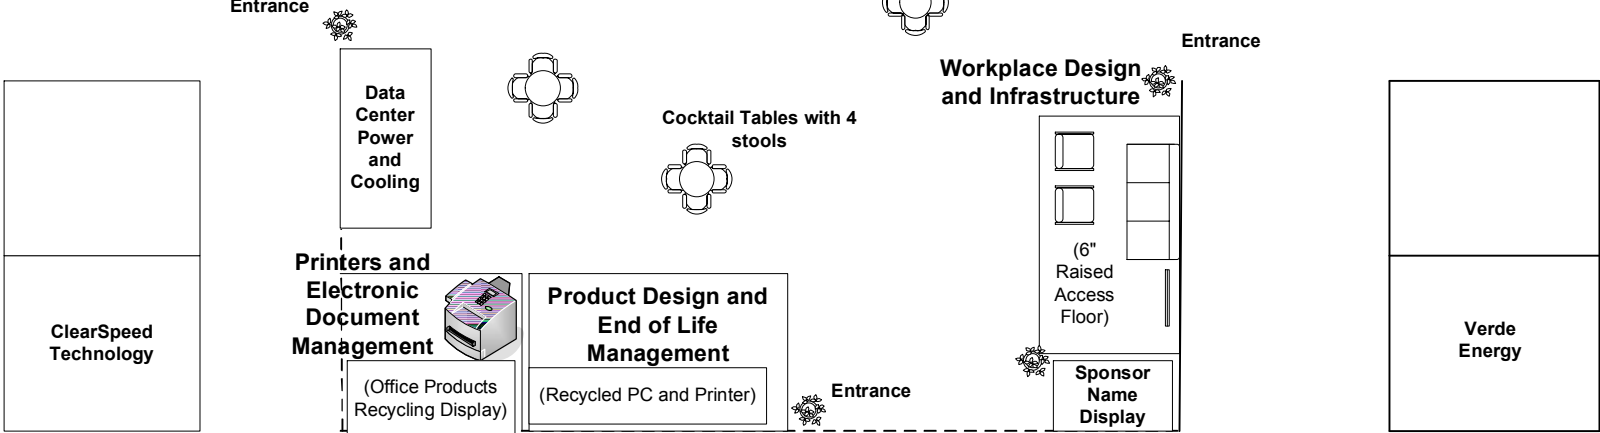 Entrance
Entrance
Workplace Design
and Infrastructure
Data
Center
Power
and
Cooling
Cocktail Tables with 4
stools
(6"
Raised
Access
Floor)
Printers and
Electronic
Document
Management
Product Design and
End of Life
Management
ClearSpeed
Technology
Verde
Energy
(Office Products
Recycling Display)
(Recycled PC and Printer)
Entrance
Sponsor
Name
Display